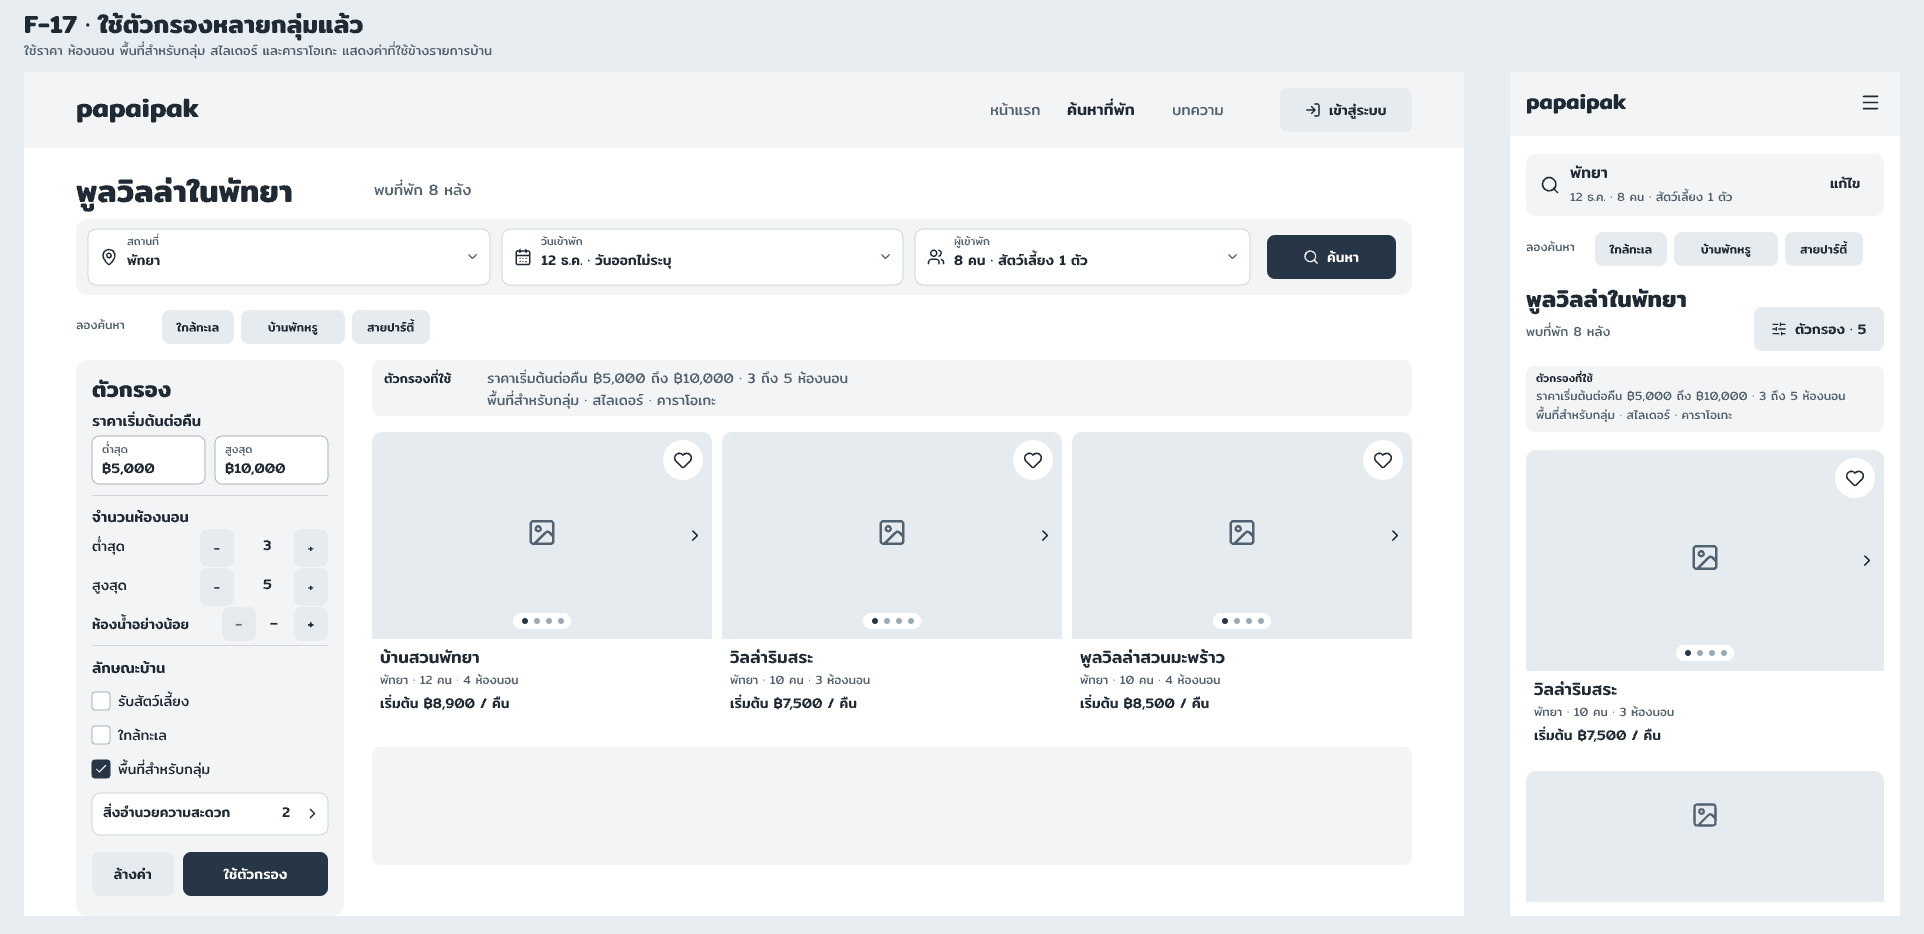 F-17 · ใช้ตัวกรองหลายกลุ่มแล้ว
ใช้ราคา ห้องนอน พื้นที่สำหรับกลุ่ม สไลเดอร์ และคาราโอเกะ แสดงค่าที่ใช้ข้างรายการบ้าน
papaipak
หน้าแรก
ค้นหาที่พัก
บทความ
เข้าสู่ระบบ
พูลวิลล่าในพัทยา
พบที่พัก 8 หลัง
สถานที่
พัทยา
วันเข้าพัก
12 ธ.ค. · วันออกไม่ระบุ
ผู้เข้าพัก
8 คน · สัตว์เลี้ยง 1 ตัว
ค้นหา
ลองค้นหา
ใกล้ทะเล
บ้านพักหรู
สายปาร์ตี้
ตัวกรอง
ราคาเริ่มต้นต่อคืน
ต่ำสุด
฿5,000
สูงสุด
฿10,000
จำนวนห้องนอน
ต่ำสุด
- 3 +
สูงสุด
- 5 +
ห้องน้ำอย่างน้อย
- – +
ลักษณะบ้าน
รับสัตว์เลี้ยง
ใกล้ทะเล
พื้นที่สำหรับกลุ่ม
สิ่งอำนวยความสะดวก 2
ล้างค่า
ใช้ตัวกรอง
ตัวกรองที่ใช้
ราคาเริ่มต้นต่อคืน ฿5,000 ถึง ฿10,000 · 3 ถึง 5 ห้องนอน
พื้นที่สำหรับกลุ่ม · สไลเดอร์ · คาราโอเกะ
บ้านสวนพัทยา
พัทยา · 12 คน · 4 ห้องนอน
เริ่มต้น ฿8,900 / คืน
วิลล่าริมสระ
พัทยา · 10 คน · 3 ห้องนอน
เริ่มต้น ฿7,500 / คืน
พูลวิลล่าสวนมะพร้าว
พัทยา · 10 คน · 4 ห้องนอน
เริ่มต้น ฿8,500 / คืน
papaipak
พัทยา
12 ธ.ค. · 8 คน · สัตว์เลี้ยง 1 ตัว
แก้ไข
ลองค้นหา
ใกล้ทะเล
บ้านพักหรู
สายปาร์ตี้
พูลวิลล่าในพัทยา
พบที่พัก 8 หลัง
ตัวกรอง · 5
ตัวกรองที่ใช้
ราคาเริ่มต้นต่อคืน ฿5,000 ถึง ฿10,000 · 3 ถึง 5 ห้องนอน
พื้นที่สำหรับกลุ่ม · สไลเดอร์ · คาราโอเกะ
วิลล่าริมสระ
พัทยา · 10 คน · 3 ห้องนอน
เริ่มต้น ฿7,500 / คืน